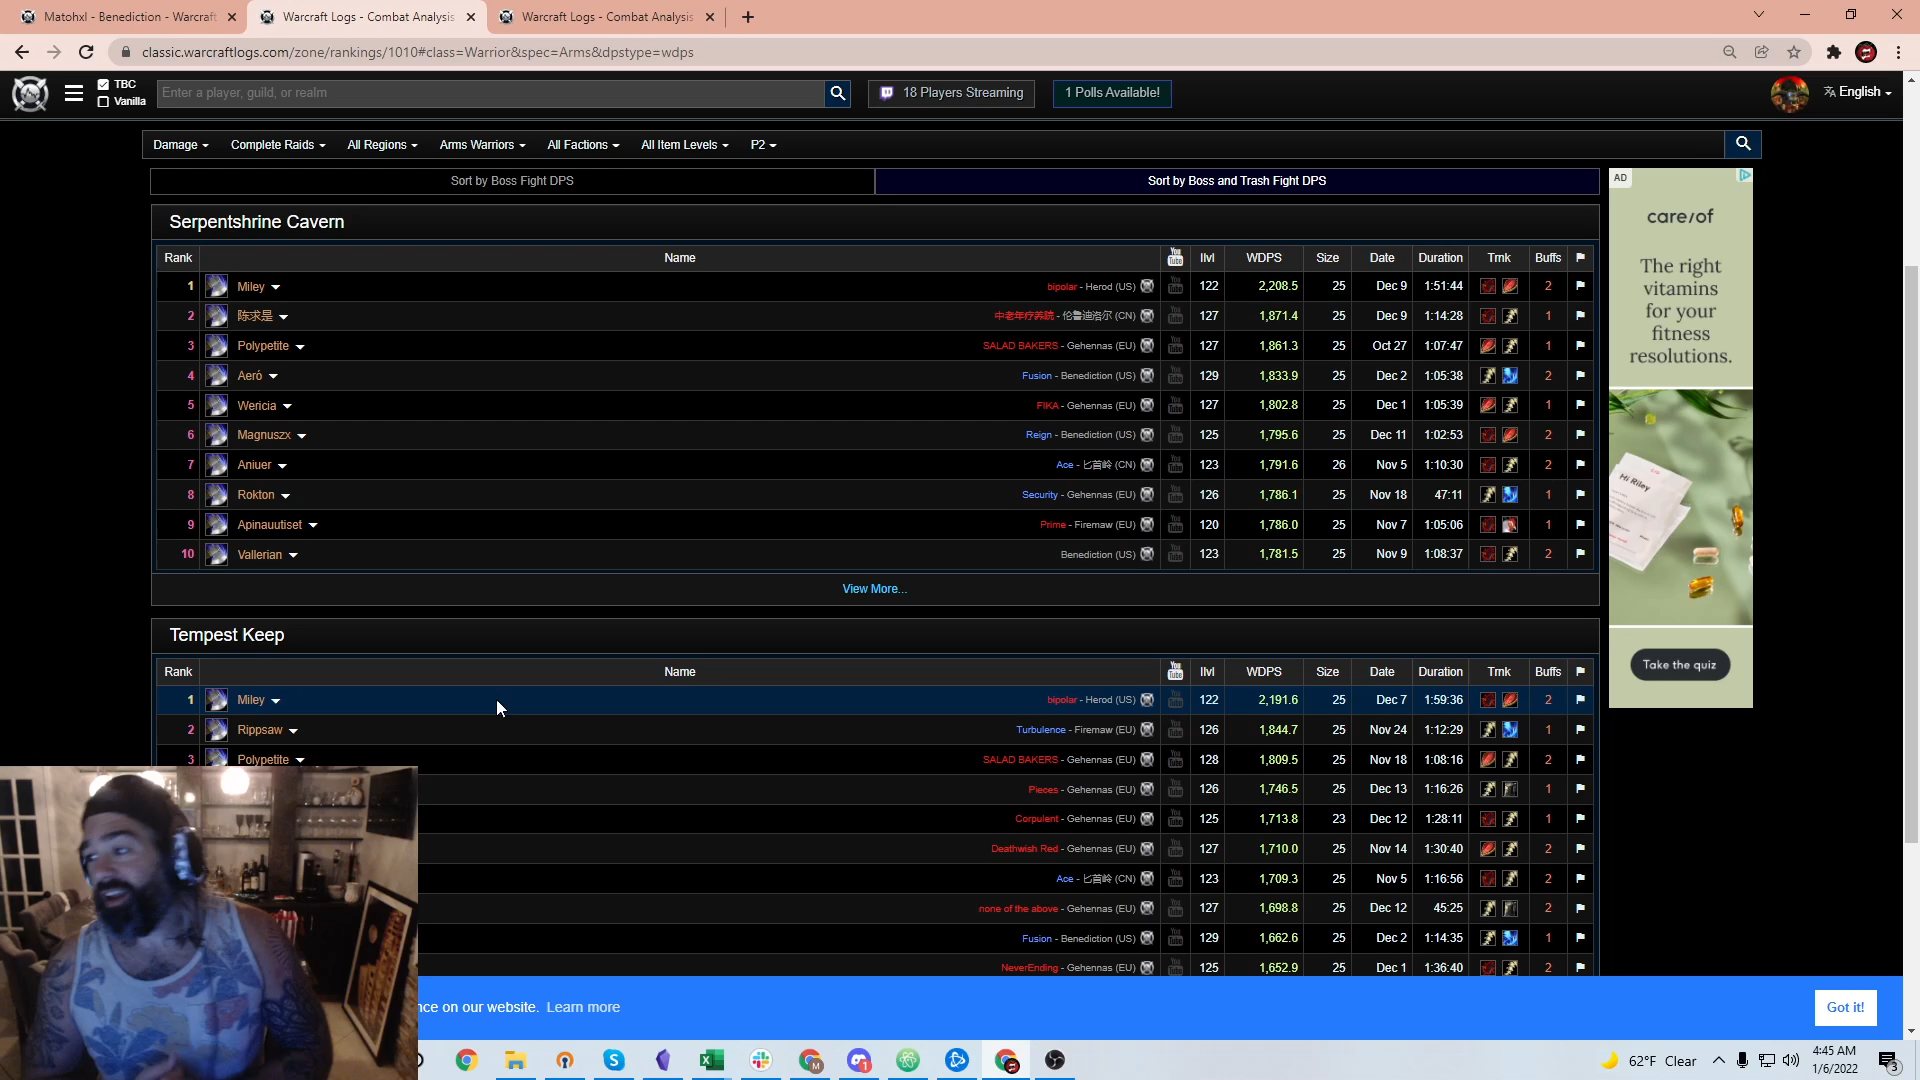 Matohxl - Benediction - Warcraft
Warcraft Logs - Combat Analysis
Warcraft Logs - Combat Analysis
classic.warcraftlogs.com/zone/rankings/1010#class=Warrior&spec=Arms&dpstype=wdps
TBC
Vanilla
Enter a player, guild, or realm
18 Players Streaming
1 Polls Available!
English
Damage Complete Raids All Regions Arms Warriors All Factions All Item Levels P2
Sort by Boss Fight DPS Sort by Boss and Trash Fight DPS
Serpentshrine Cavern
Rank Name You Tube Ilvl WDPS Size Date Duration Trnk Buffs
1 Miley bipolar - Herod (US) 122 2,208.5 25 Dec 9 1:51:44 2
2 陈求是 中老年疗养院 - 伦鲁迪洛尔 (CN) 127 1,871.4 25 Dec 9 1:14:28 1
3 Polypetite SALAD BAKERS - Gehennas (EU) 127 1,861.3 25 Oct 27 1:07:47 1
4 Aeró Fusion - Benediction (US) 129 1,833.9 25 Dec 2 1:05:38 2
5 Wericia FIKA - Gehennas (EU) 127 1,802.8 25 Dec 1 1:05:39 1
6 Magnuszx Reign - Benediction (US) 125 1,795.6 25 Dec 11 1:02:53 2
7 Aniuer Ace - 匕首岭 (CN) 123 1,791.6 26 Nov 5 1:10:30 2
8 Rokton Security - Gehennas (EU) 126 1,786.1 25 Nov 18 47:11 1
9 Apinauutiset Prime - Firemaw (EU) 120 1,786.0 25 Nov 7 1:05:06 1
10 Vallerian Benediction (US) 123 1,781.5 25 Nov 9 1:08:37 2
View More...
Tempest Keep
Rank Name You Tube Ilvl WDPS Size Date Duration Trnk Buffs
1 Miley bipolar - Herod (US) 122 2,191.6 25 Dec 7 1:59:36 2
2 Rippsaw Turbulence - Firemaw (EU) 126 1,844.7 25 Nov 24 1:12:29 1
3 Polypetite SALAD BAKERS - Gehennas (EU) 128 1,809.5 25 Nov 18 1:08:16 2
Pieces - Gehennas (EU) 126 1,746.5 25 Dec 13 1:16:26 1
Corpulent - Gehennas (EU) 125 1,713.8 23 Dec 12 1:28:11 1
Deathwish Red - Gehennas (EU) 127 1,710.0 25 Nov 14 1:30:40 2
Ace - 匕首岭 (CN) 123 1,709.3 25 Nov 5 1:16:56 2
none of the above - Gehennas (EU) 127 1,698.8 25 Dec 12 45:25 2
Fusion - Benediction (US) 129 1,662.6 25 Dec 2 1:14:35 1
NeverEnding - Gehennas (EU) 125 1,652.9 25 Dec 1 1:36:40 2
AD
care/of
The right
vitamins
for your
fitness
resolutions.
Hi Riley
Take the quiz
nce on our website. Learn more
Got it!
62°F Clear
4:45 AM
1/6/2022
3